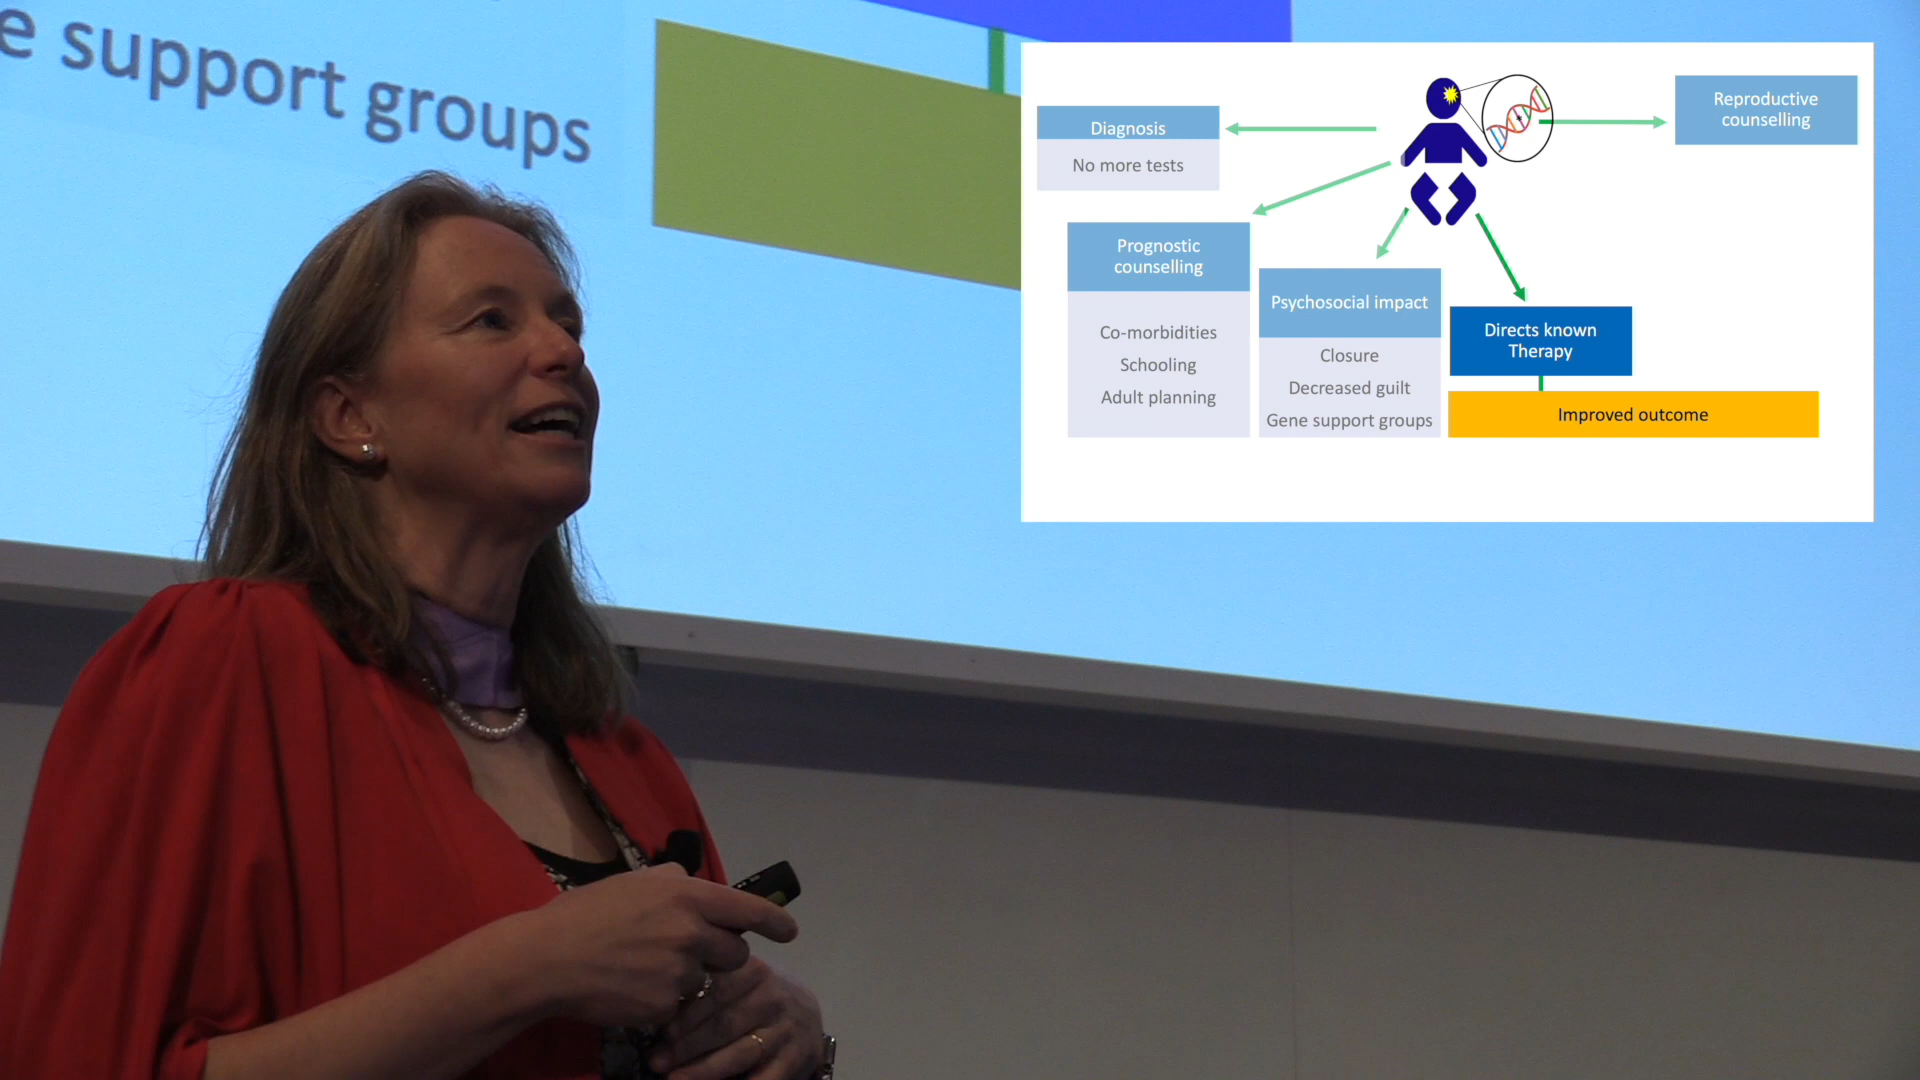 e support groups
Diagnosis
No more tests
Reproductive
counselling
Prognostic
counselling
Co-morbidities
Schooling
Adult planning
Psychosocial impact
Closure
Decreased guilt
Gene support groups
Directs known
Therapy
Improved outcome